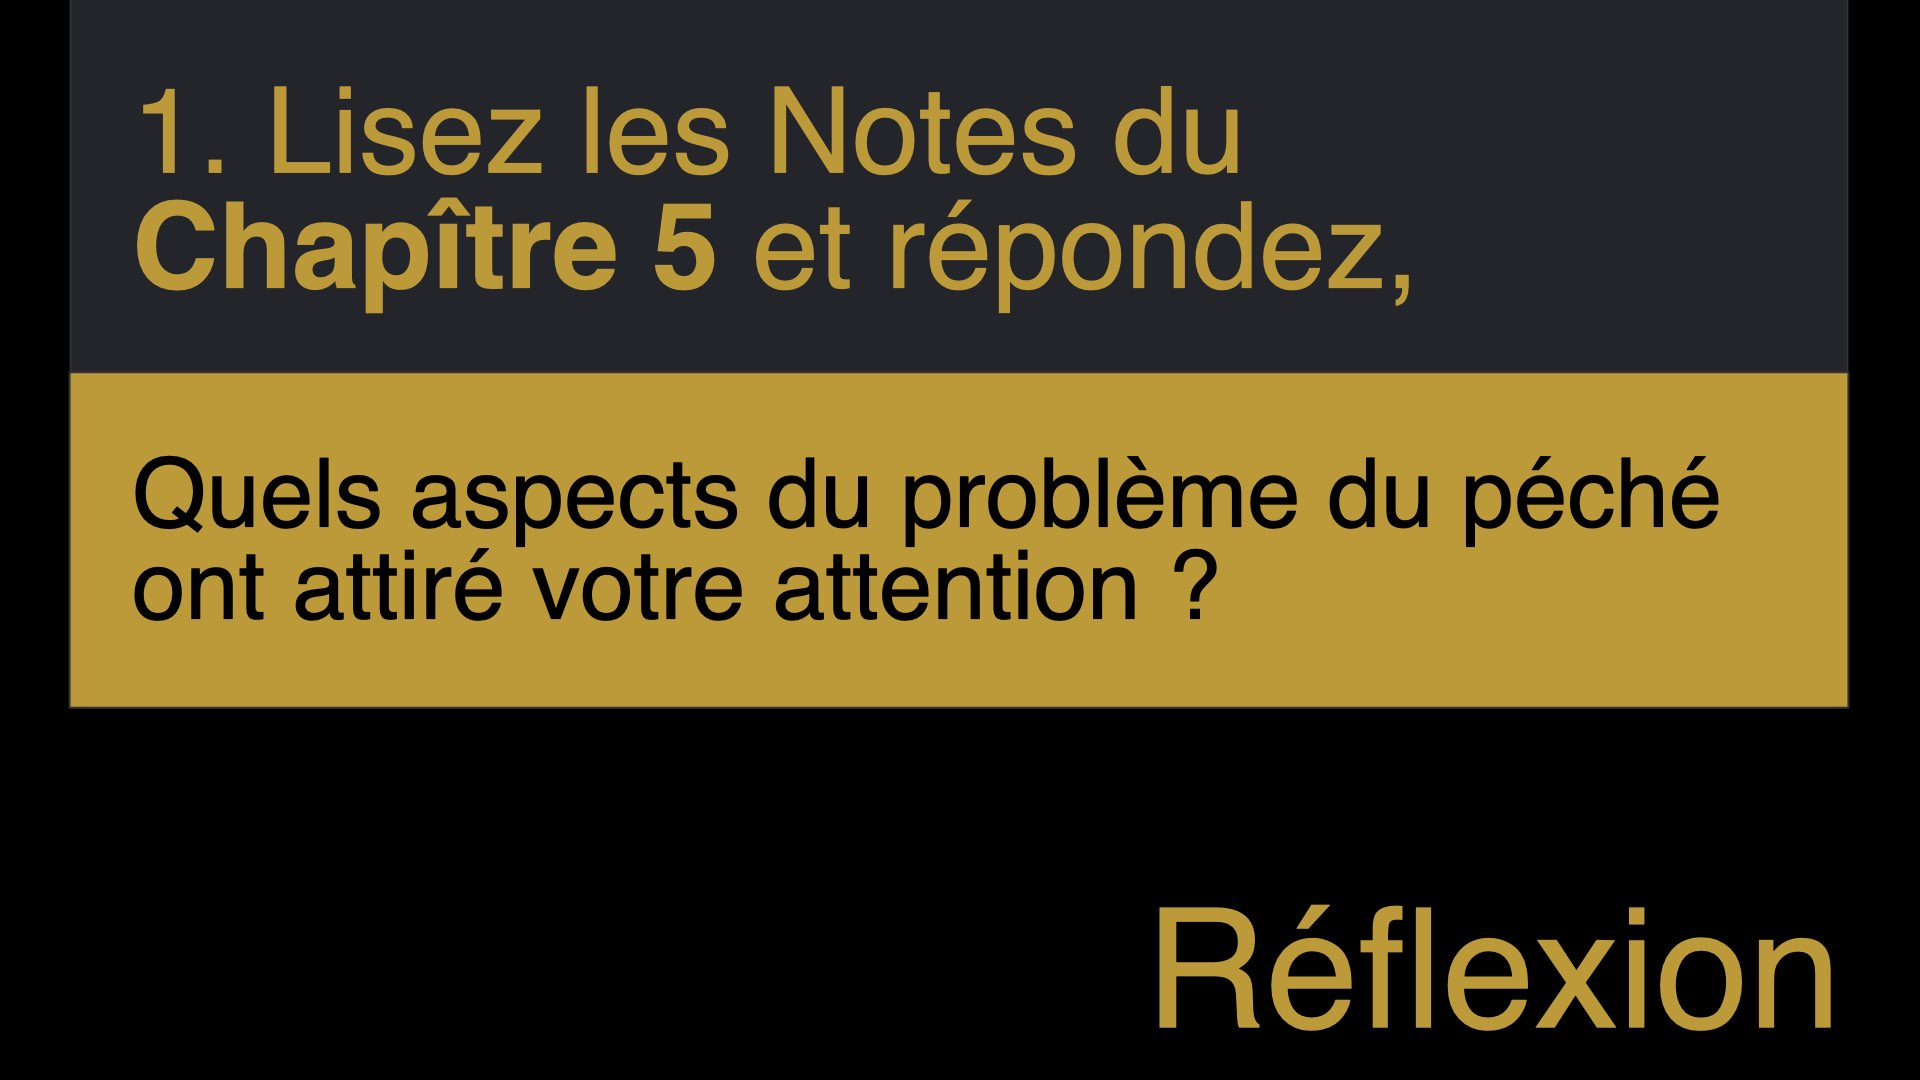 1. Lisez les Notes du
Chapître 5 et répondez,
Quels aspects du problème du péché
ont attiré votre attention ?
Réflexion